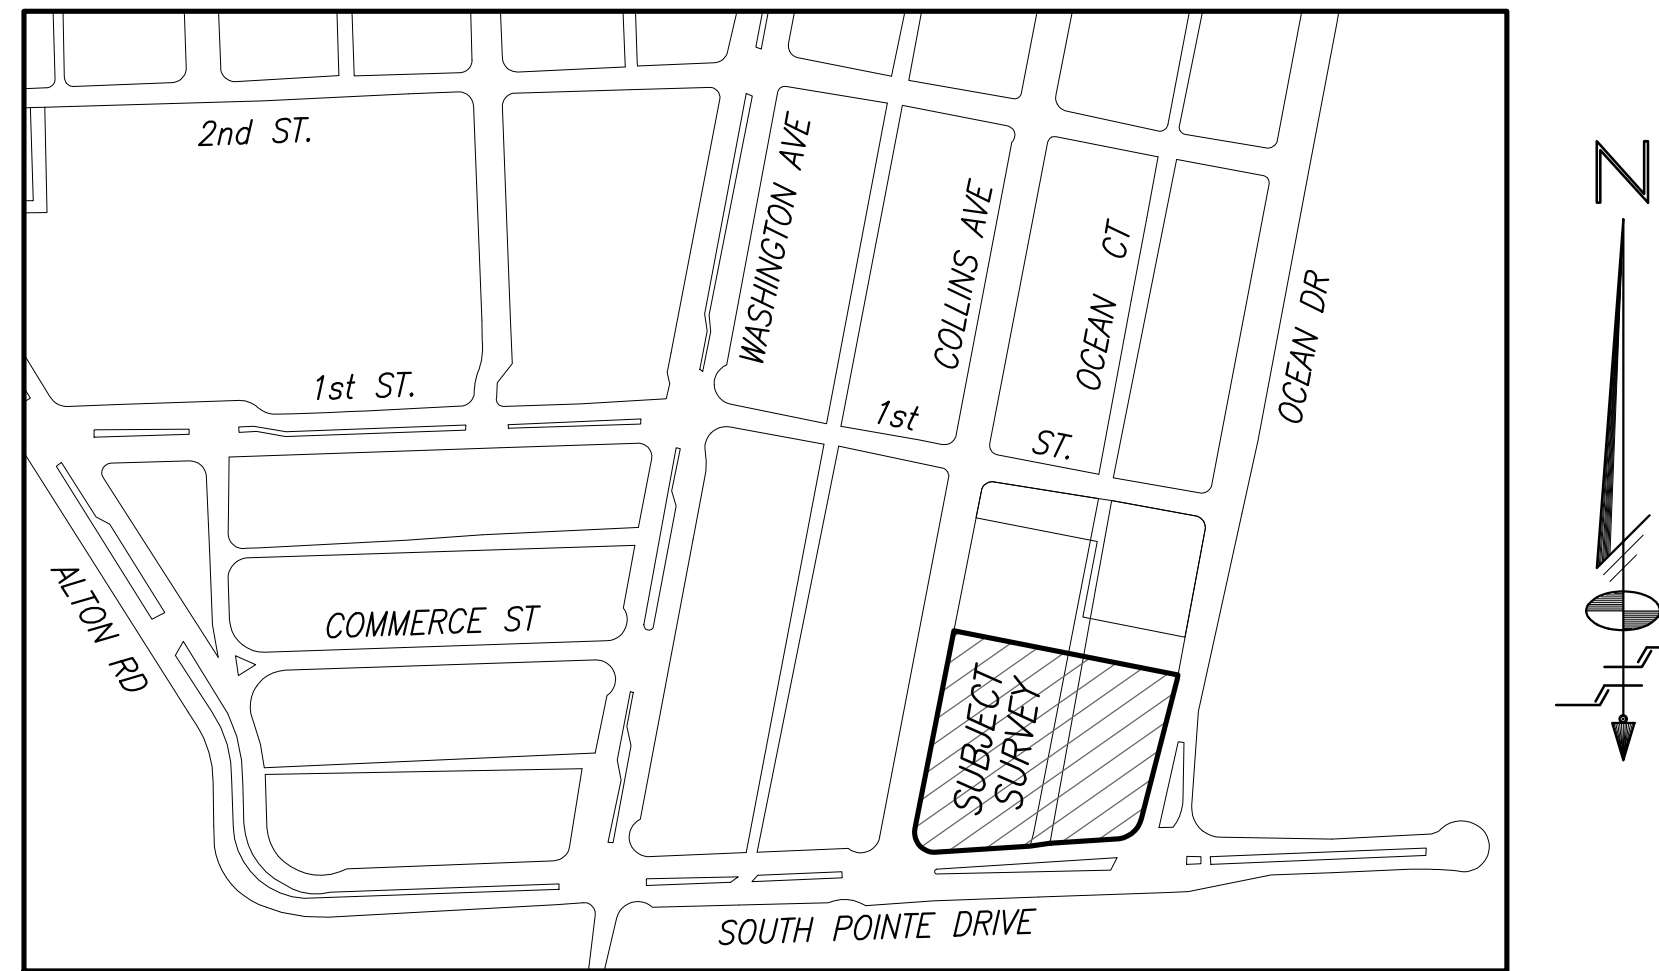 N
2nd ST.
WASHINGTON AVE
COLLINS AVE
OCEAN CT
OCEAN DR
1st ST.
1st
ST.
ALTON RD
COMMERCE ST
SUBJECT
SURVEY
SOUTH POINTE DRIVE